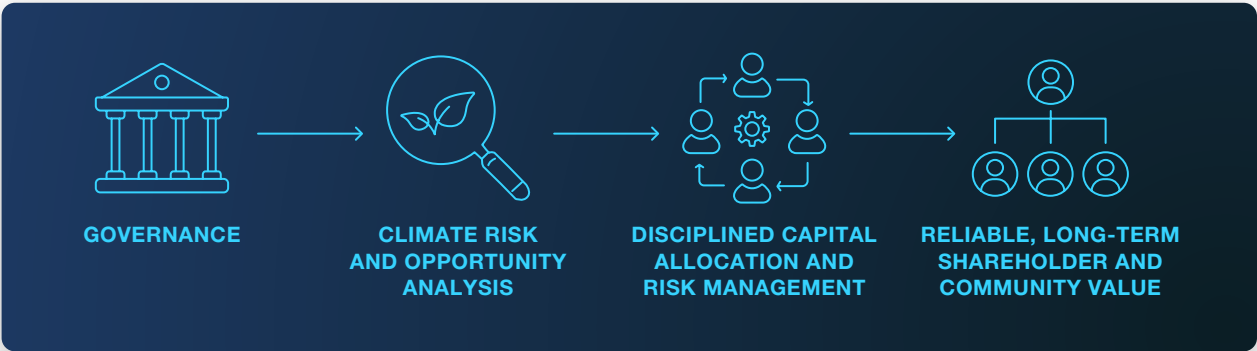 GOVERNANCE
CLIMATE RISK
AND OPPORTUNITY
ANALYSIS
DISCIPLINED CAPITAL
ALLOCATION AND
RISK MANAGEMENT
RELIABLE, LONG-TERM
SHAREHOLDER AND
COMMUNITY VALUE